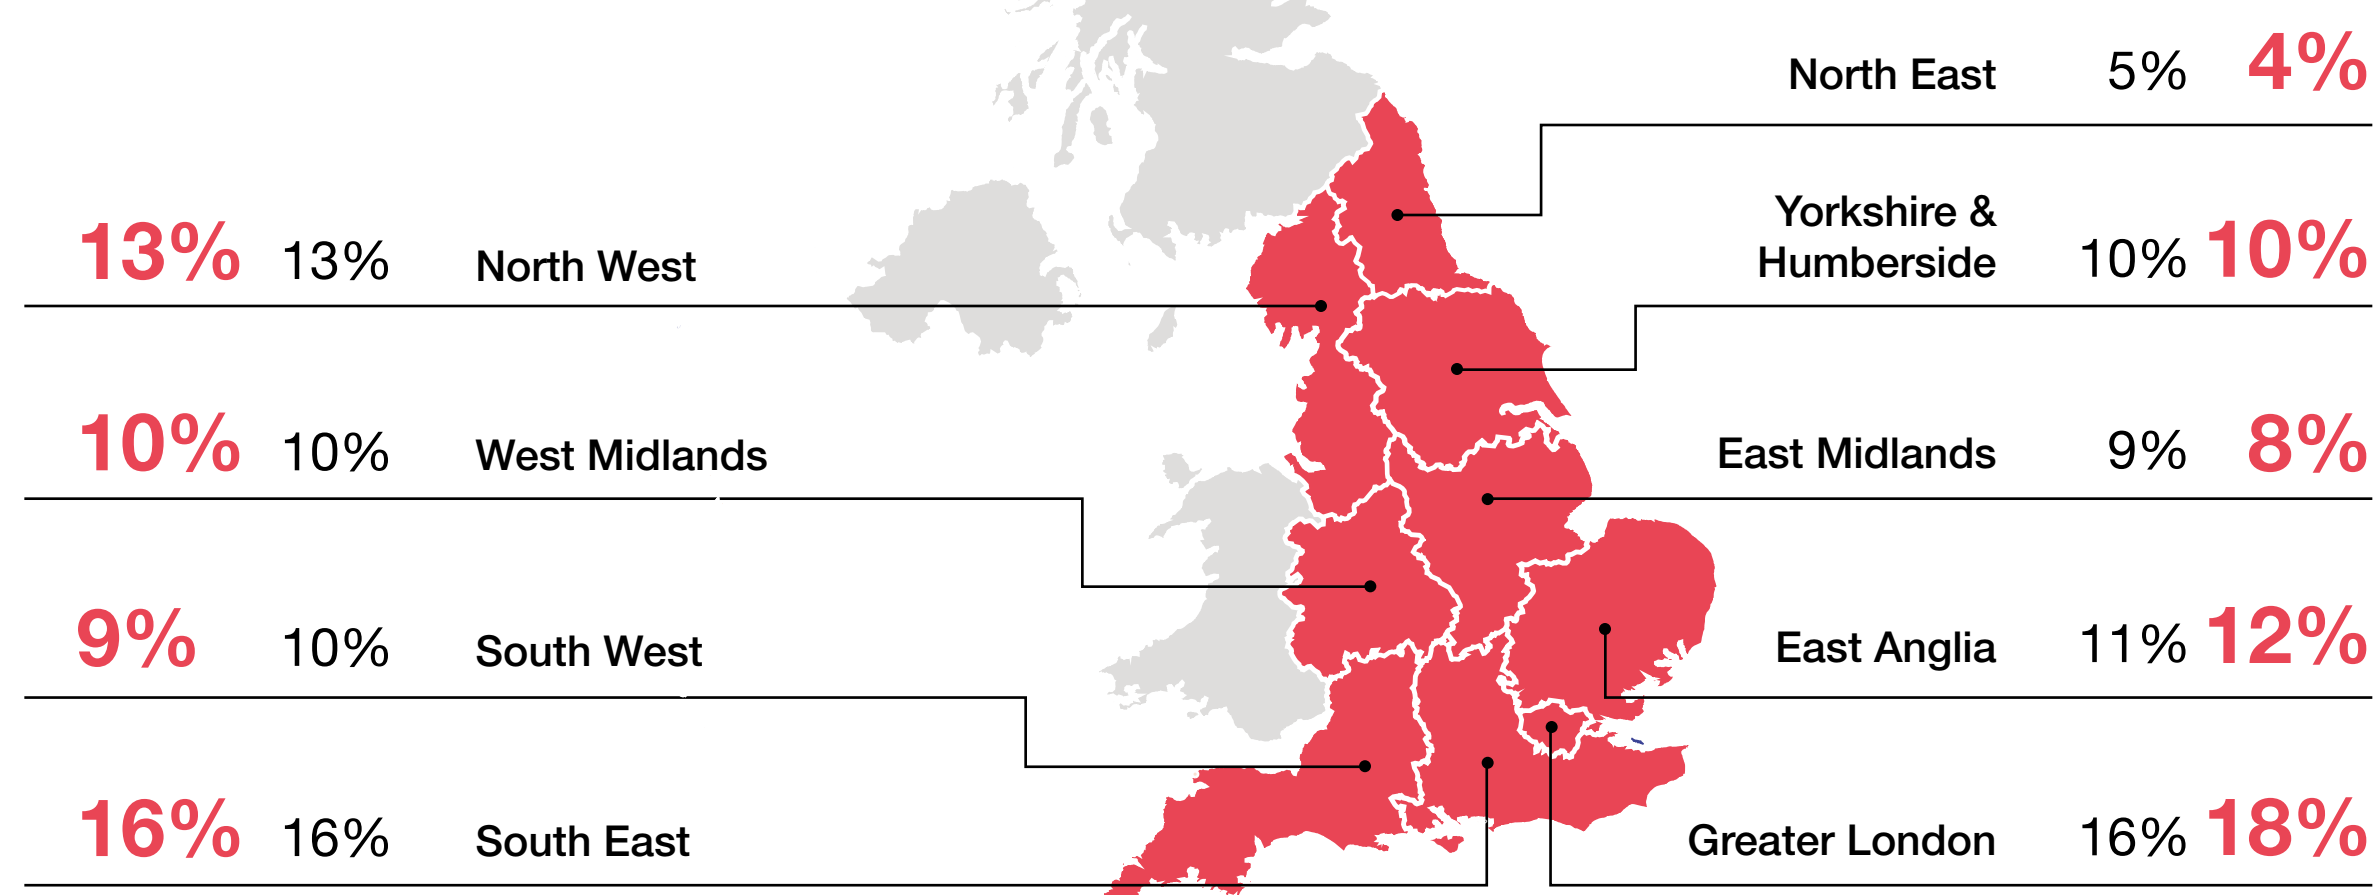 North East 5% 4%
13% 13% North West
Yorkshire &
Humberside 10% 10%
10% 10% West Midlands
East Midlands 9% 8%
9% 10% South West
East Anglia 11% 12%
16% 16% South East
Greater London 16% 18%